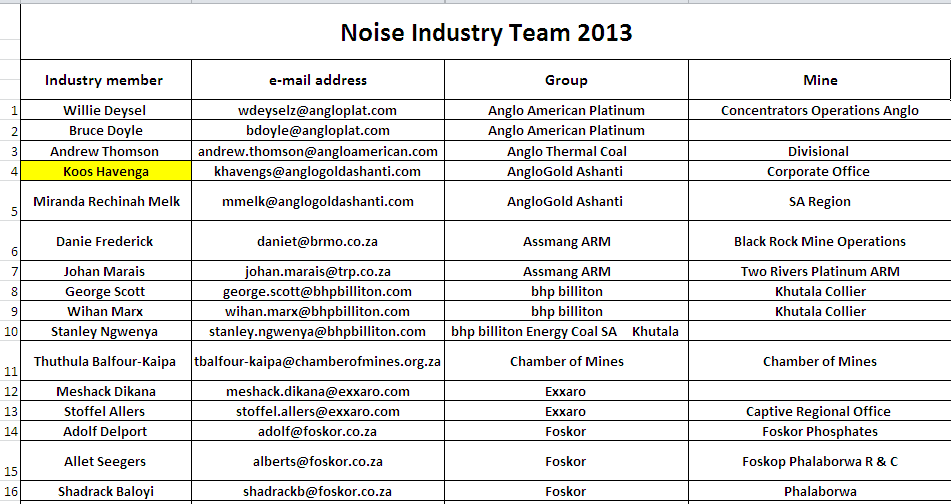 Noise Industry Team 2013
Industry member e-mail address Group Mine
1 Willie Deysel wdeyselz@angloplat.com Anglo American Platinum Concentrators Operations Anglo
2 Bruce Doyle bdoyle@angloplat.com Anglo American Platinum
3 Andrew Thomson andrew.thomson@angloamerican.com Anglo Thermal Coal Divisional
4 Koos Havenga khavengs@anglogoldashanti.com AngloGold Ashanti Corporate Office
5 Miranda Rechinah Melk mmelk@anglogoldashanti.com AngloGold Ashanti SA Region
6 Danie Frederick daniet@brmo.co.za Assmang ARM Black Rock Mine Operations
7 Johan Marais johan.marais@trp.co.za Assmang ARM Two Rivers Platinum ARM
8 George Scott george.scott@bhpbilliton.com bhp billiton Khutala Collier
9 Wihan Marx wihan.marx@bhpbilliton.com bhp billiton Khutala Collier
10 Stanley Ngwenya stanley.ngwenya@bhpbilliton.com bhp billiton Energy Coal SA Khutala
11 Thuthula Balfour-Kaipa tbalfour-kaipa@chamberofmines.org.za Chamber of Mines Chamber of Mines
12 Meshack Dikana meshack.dikana@exxaro.com Exxaro
13 Stoffel Allers stoffel.allers@exxaro.com Exxaro Captive Regional Office
14 Adolf Delport adolf@foskor.co.za Foskor Foskor Phosphates
15 Allet Seegers alberts@foskor.co.za Foskor Foskop Phalaborwa R & C
16 Shadrack Baloyi shadrackb@foskor.co.za Foskor Phalaborwa